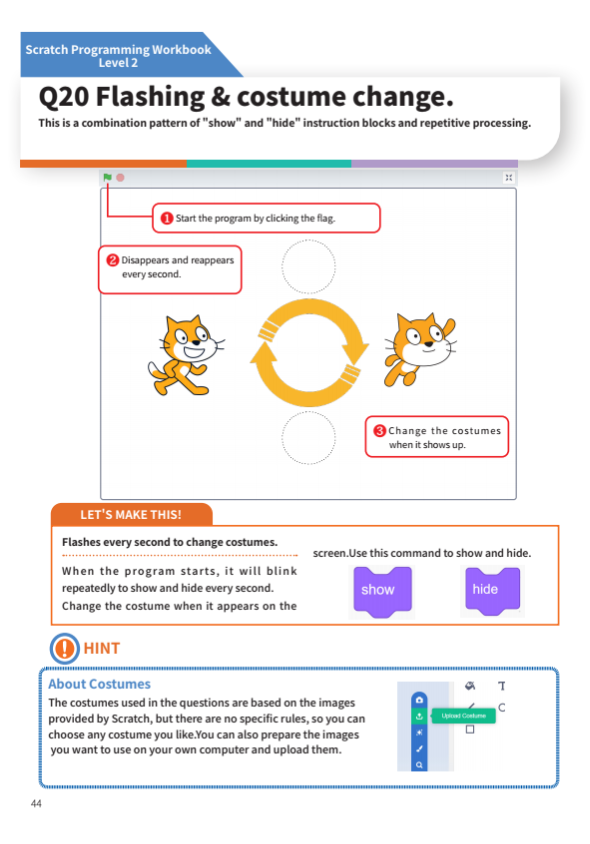 Scratch Programming Workbook
Level 2
Q20 Flashing & costume change.
This is a combination pattern of "show" and "hide" instruction blocks and repetitive processing.
1 Start the program by clicking the flag.
2 Disappears and reappears
every second.
3 Change the costumes
when it shows up.
LET'S MAKE THIS!
Flashes every second to change costumes.
When the program starts, it will blink
repeatedly to show and hide every second.
Change the costume when it appears on the
screen.Use this command to show and hide.
show
hide
HINT
About Costumes
The costumes used in the questions are based on the images
provided by Scratch, but there are no specific rules, so you can
choose any costume you like.You can also prepare the images
you want to use on your own computer and upload them.
Upload Costume
T
44